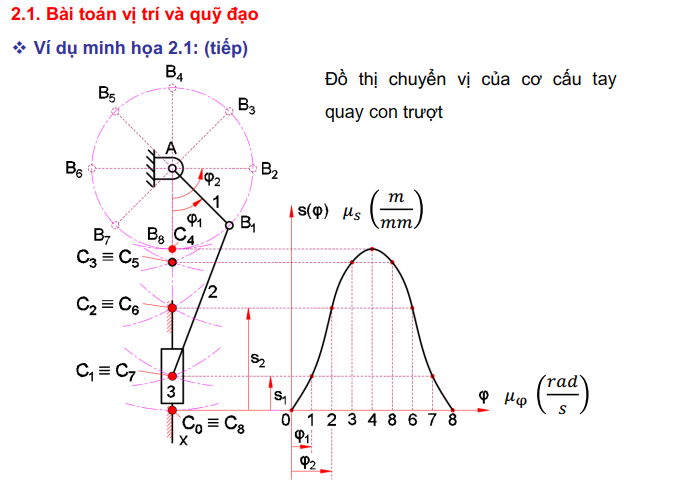 2.1. Bài toán vị trí và quỹ đạo
❖ Ví dụ minh họa 2.1: (tiếp)
Đồ thị chuyển vị của cơ cấu tay
quay con trượt
B₄
B₅
B₃
A
B₆
B₂
φ₂
1
φ₁
B₁
B₇
B₈ C₄
C₃ ≡ C₅
C₂ ≡ C₆
2
C₁ ≡ C₇
3
C₀ ≡ C₈
x
s(φ) μₛ (m/mm)
s₂
s₁
φ μᵩ (rad/s)
0 1 2 3 4 8 6 7 8
φ₁
φ₂